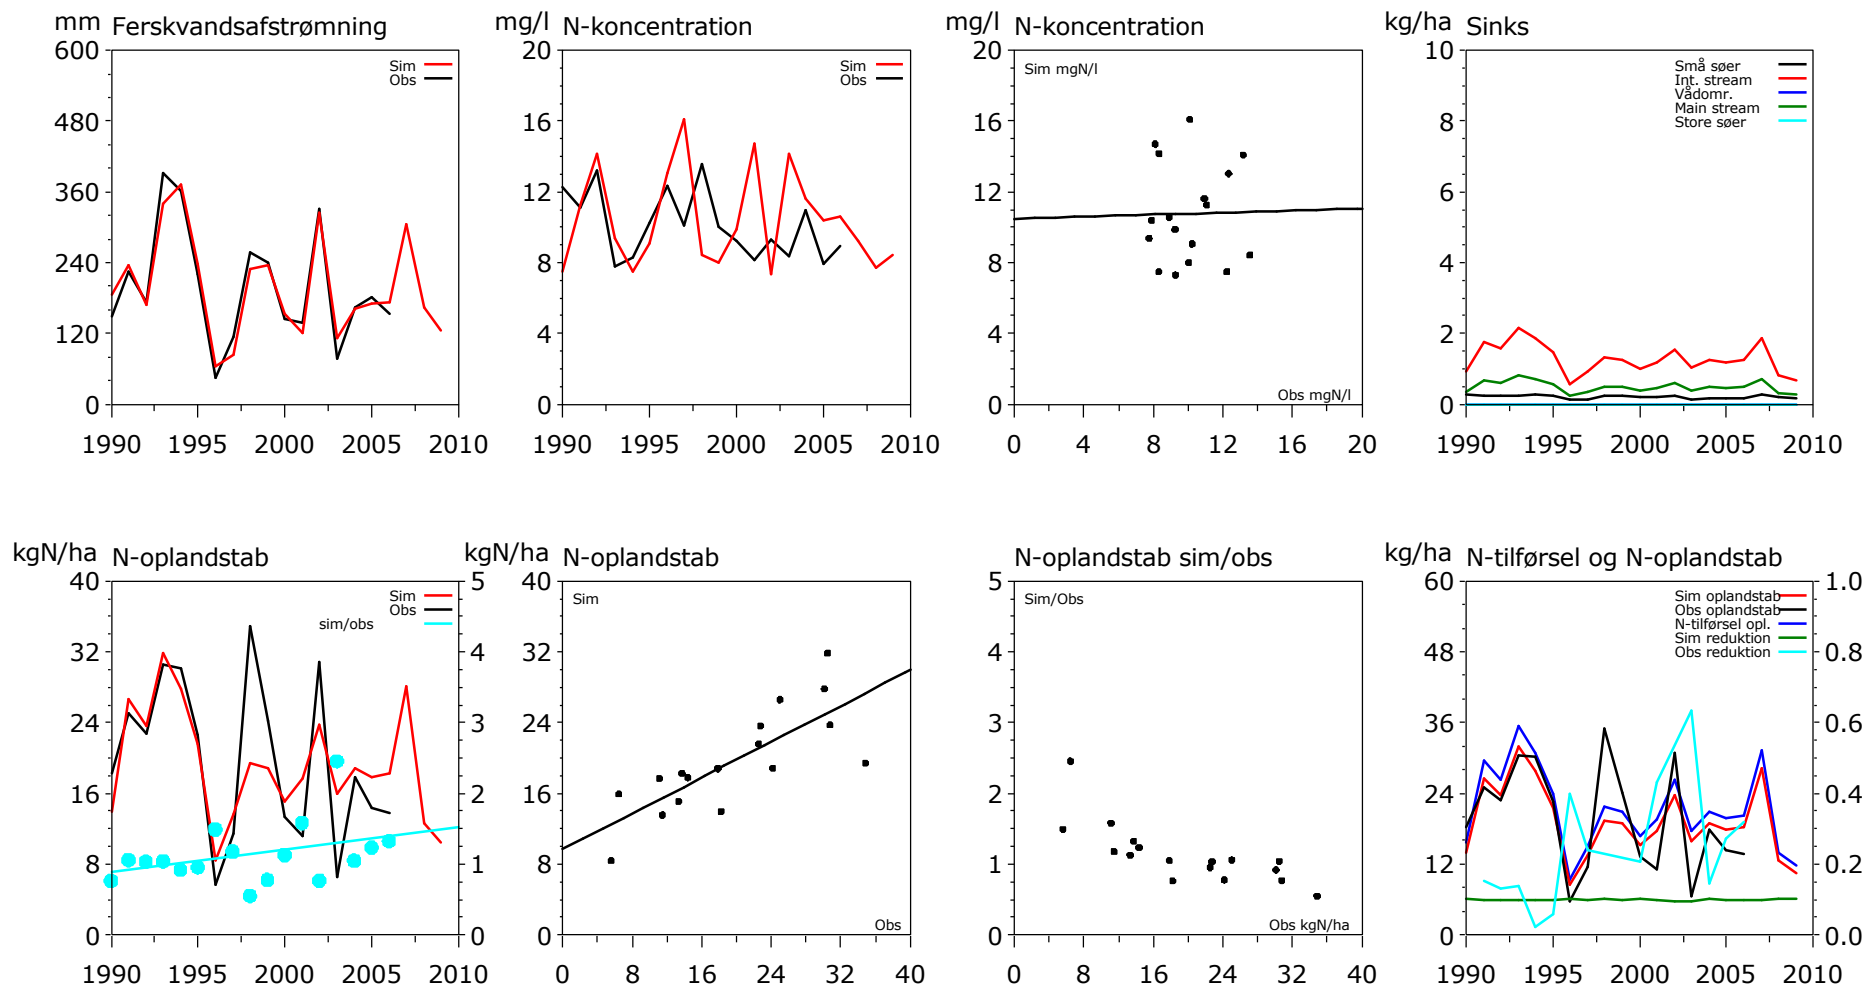 mm Ferskvandsafstrømning
600
480
360
240
120
0
1990 1995 2000 2005 2010
Sim
Obs
mg/l N-koncentration
20
16
12
8
4
0
1990 1995 2000 2005 2010
Sim
Obs
mg/l N-koncentration
20
16
12
8
4
0
0 4 8 12 16 20
Sim mgN/l
Obs mgN/l
kg/ha Sinks
10
8
6
4
2
0
1990 1995 2000 2005 2010
Små søer
Int. stream
Vådomr.
Main stream
Store søer
kgN/ha N-oplandstab
40
32
24
16
8
0
5
4
3
2
1
0
1990 1995 2000 2005 2010
Sim
Obs
sim/obs
kgN/ha N-oplandstab
40
32
24
16
8
0
0 8 16 24 32 40
Sim
Obs
N-oplandstab sim/obs
5
4
3
2
1
0
0 8 16 24 32 40
Sim/Obs
Obs kgN/ha
kg/ha N-tilførsel og N-oplandstab
60
48
36
24
12
0
1.0
0.8
0.6
0.4
0.2
0.0
1990 1995 2000 2005 2010
Sim oplandstab
Obs oplandstab
N-tilførsel opl.
Sim reduktion
Obs reduktion